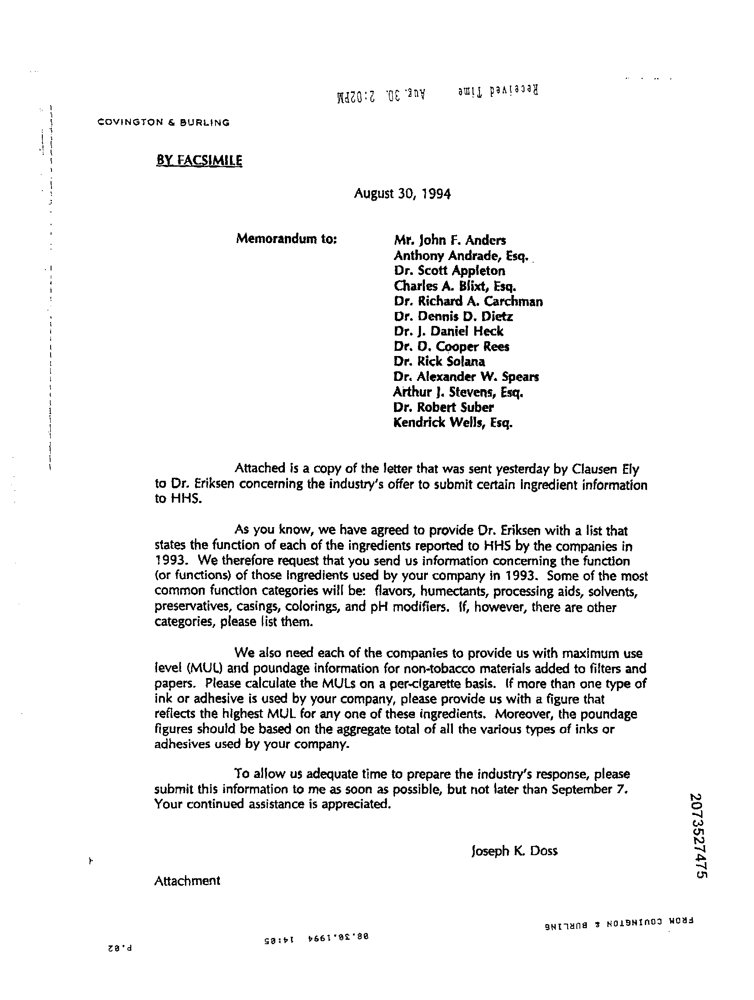 Received Time Aug. 30. 2:02PM
COVINGTON & BURLING
BY FACSIMILE
August 30, 1994
Memorandum to:
Mr. John F. Anders
Anthony Andrade, Esq.
Dr. Scott Appleton
Charles A. Blixt, Esq.
Dr. Richard A. Carchman
Dr. Dennis D. Dietz
Dr. J. Daniel Heck
Dr. D. Cooper Rees
Dr. Rick Solana
Dr. Alexander W. Spears
Arthur J. Stevens, Esq.
Dr. Robert Suber
Kendrick Wells, Esq.
Attached is a copy of the letter that was sent yesterday by Clausen Ely
to Dr. Eriksen concerning the industry's offer to submit certain ingredient information
to HHS.
As you know, we have agreed to provide Dr. Eriksen with a list that
states the function of each of the ingredients reported to HHS by the companies in
1993. We therefore request that you send us information concerning the function
(or functions) of those ingredients used by your company in 1993. Some of the most
common function categories will be: flavors, humectants, processing aids, solvents,
preservatives, casings, colorings, and pH modifiers. If, however, there are other
categories, please list them.
We also need each of the companies to provide us with maximum use
level (MUL) and poundage information for non-tobacco materials added to filters and
papers. Please calculate the MULs on a per-cigarette basis. If more than one type of
ink or adhesive is used by your company, please provide us with a figure that
reflects the highest MUL for any one of these ingredients. Moreover, the poundage
figures should be based on the aggregate total of all the various types of inks or
adhesives used by your company.
To allow us adequate time to prepare the industry's response, please
submit this information to me as soon as possible, but not later than September 7.
Your continued assistance is appreciated.
Joseph K. Doss
Attachment
2073527475
FROM COVINGTON & BURLING
08.30.1994 14:05
P.02